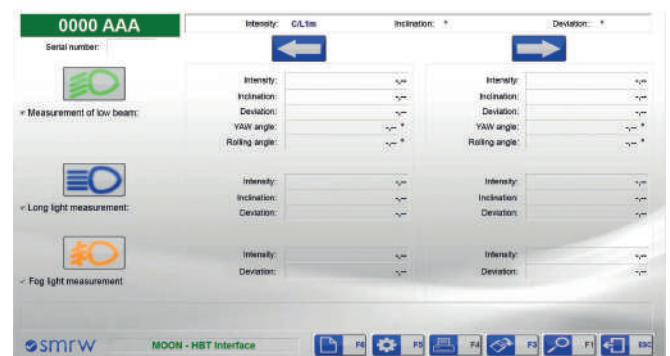 0000 AAA
Intensity: C/L1m Inclination: ° Deviation: °
Serial number:
Intensity: -,-- Intensity: -,--
Inclination: -,-- Inclination: -,--
Measurement of low beam: Deviation: -,-- Deviation: -,--
YAW angle: -,-- ° YAW angle: -,-- °
Rolling angle: -,-- ° Rolling angle: -,-- °
Intensity: -,-- Intensity: -,--
Inclination: -,-- Inclination: -,--
Long light measurement: Deviation: -,-- Deviation: -,--
Intensity: -,-- Intensity: -,--
Deviation: -,-- Deviation: -,--
Fog light measurement
smrw MOON - HBT Interface F6 F5 F4 F3 F1 ESC